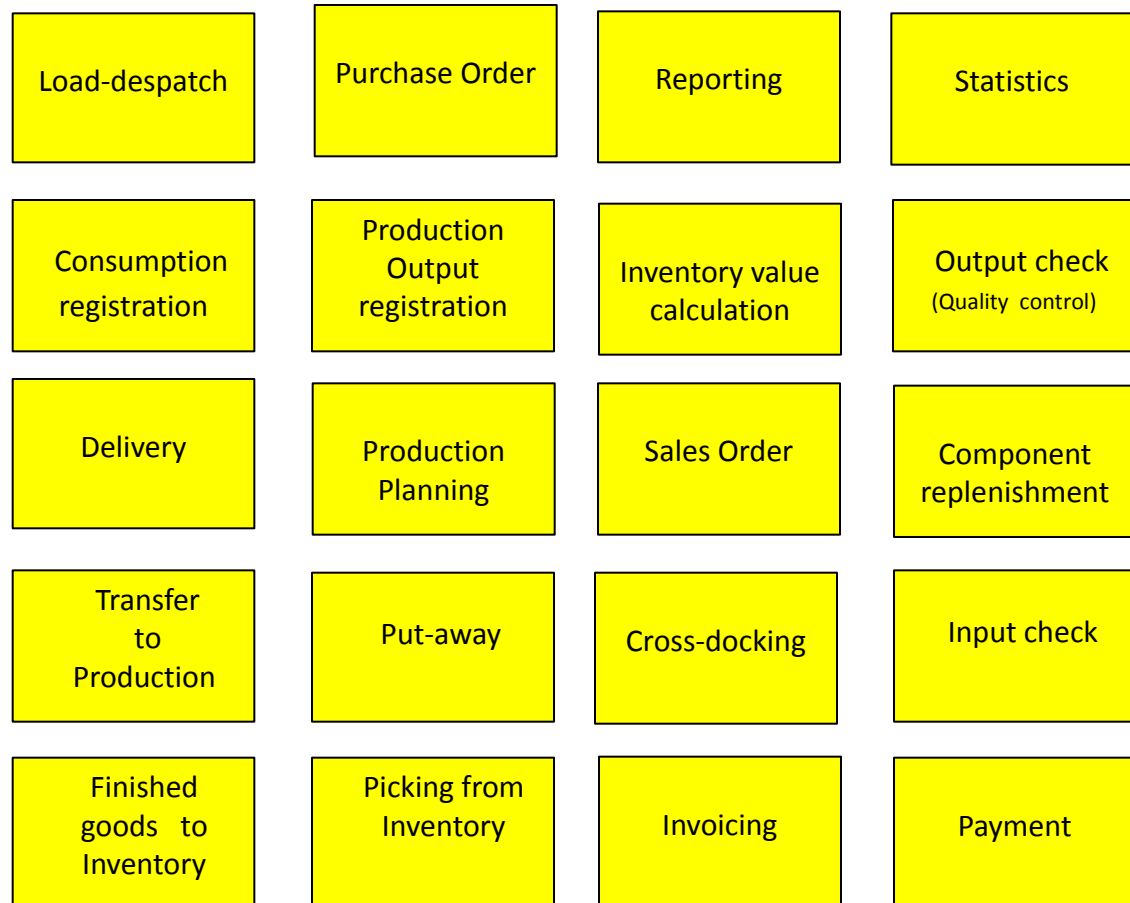 Load-despatch
Purchase Order
Reporting
Statistics
Consumption
registration
Production
Output
registration
Inventory value
calculation
Output check
(Quality control)
Delivery
Production
Planning
Sales Order
Component
replenishment
Transfer
to
Production
Put-away
Cross-docking
Input check
Finished
goods to
Inventory
Picking from
Inventory
Invoicing
Payment